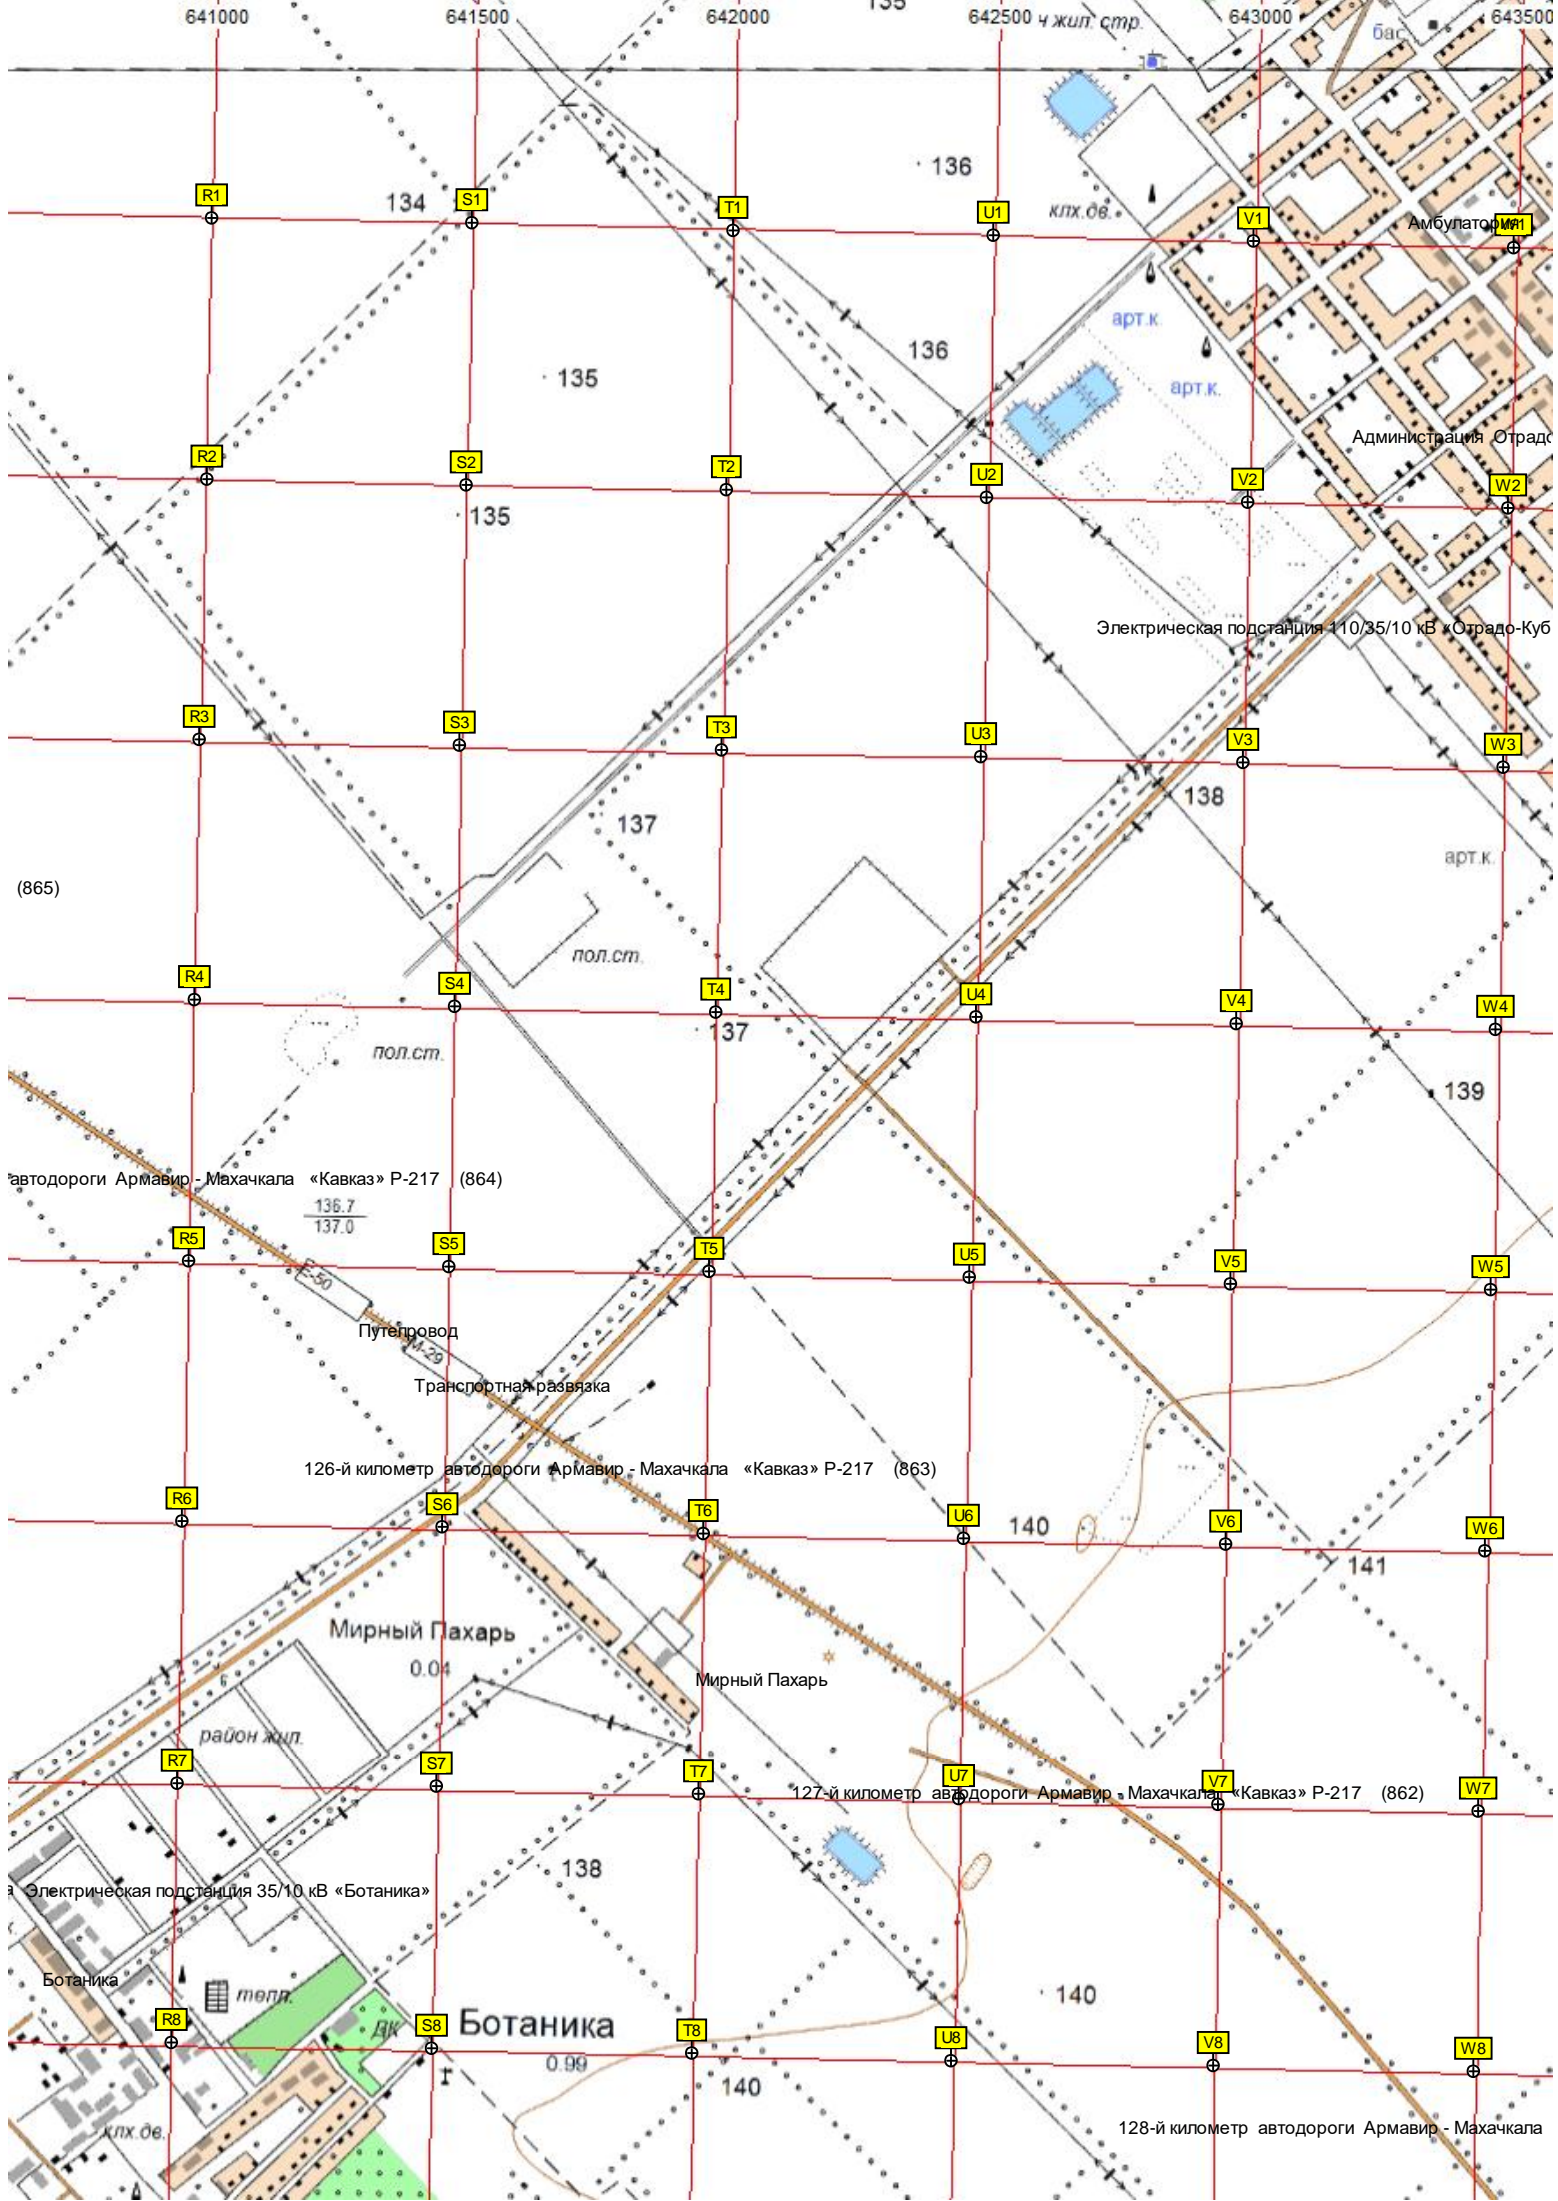 135
641000 641500 642000 642500 643000 643500
ч жил. стр.
бас
136
R1 134 S1 T1 U1 клх.дв. V1 Амбулатория W1
арт.к.
136
135
арт.к.
Администрация Отрадо
R2 S2 T2 U2 V2 W2
135
Электрическая подстанция 110/35/10 кВ «Отрадо-Куб
R3 S3 T3 U3 V3 W3
138
137
арт.к.
(865)
пол.ст.
R4 S4 T4 U4 V4 W4
137
пол.ст.
139
автодороги Армавир - Махачкала «Кавказ» Р-217 (864)
136.7
137.0
R5 S5 T5 U5 V5 W5
Е-50
Путепровод
М-29
Транспортная развязка
126-й километр автодороги Армавир - Махачкала «Кавказ» Р-217 (863)
R6 S6 T6 U6 140 V6 W6
141
Мирный Пахарь
0.04
Мирный Пахарь
район жил.
R7 S7 T7 U7 V7 W7
127-й километр автодороги Армавир - Махачкала «Кавказ» Р-217 (862)
138
а Электрическая подстанция 35/10 кВ «Ботаника»
Ботаника
тепл.
140
R8 ДК S8 Ботаника T8 U8 V8 W8
0.99
140
клх.дв.
128-й километр автодороги Армавир - Махачкала